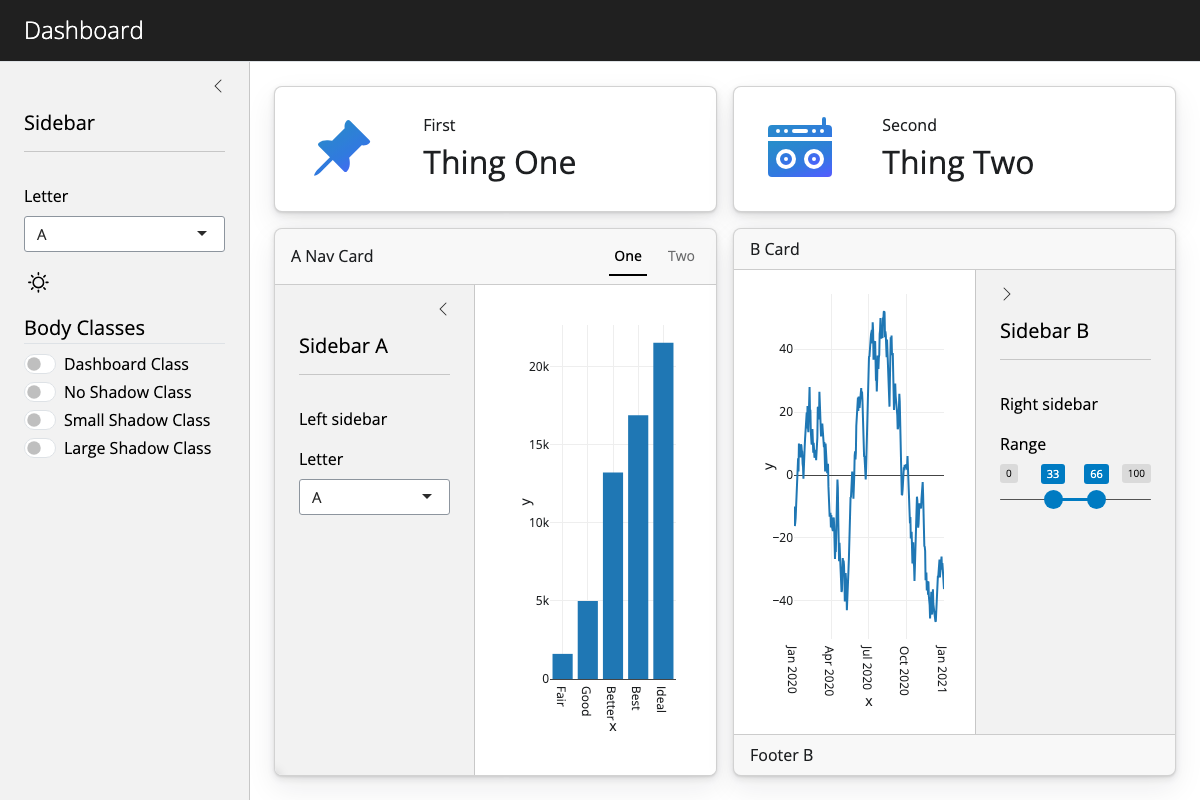 Dashboard
Sidebar
Letter
A
Body Classes
Dashboard Class
No Shadow Class
Small Shadow Class
Large Shadow Class
First
Thing One
Second
Thing Two
A Nav Card
One
Two
Sidebar A
Left sidebar
Letter
A
20k
15k
10k
5k
0
y
Fair
Good
Better
Best
Ideal
x
B Card
40
20
0
−20
−40
y
Jan 2020
Apr 2020
Jul 2020
Oct 2020
Jan 2021
x
Sidebar B
Right sidebar
Range
0 33 66 100
Footer B